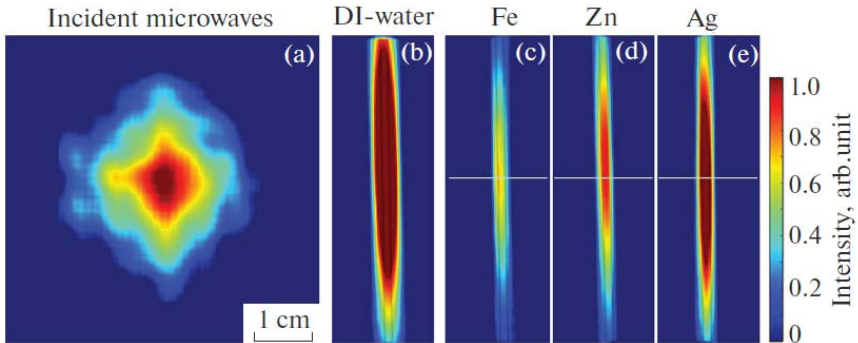 Incident microwaves
DI-water
Fe
Zn
Ag
(a)
(b)
(c)
(d)
(e)
1 cm
1.0
0.8
0.6
0.4
0.2
0
Intensity, arb.unit